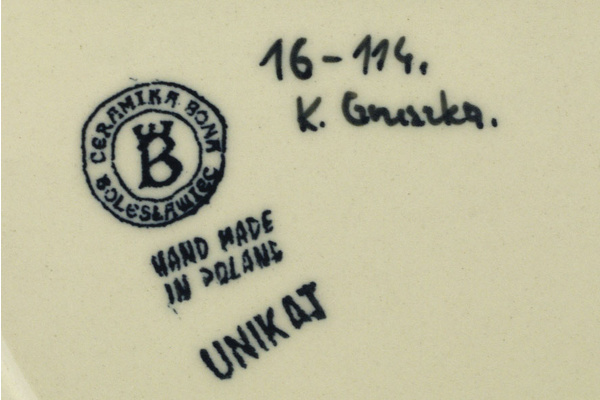 16-114.
K. Gruszka.
CERAMIKA BONA
BOLESŁAWIEC
B
HAND MADE
IN POLAND
UNIKAT